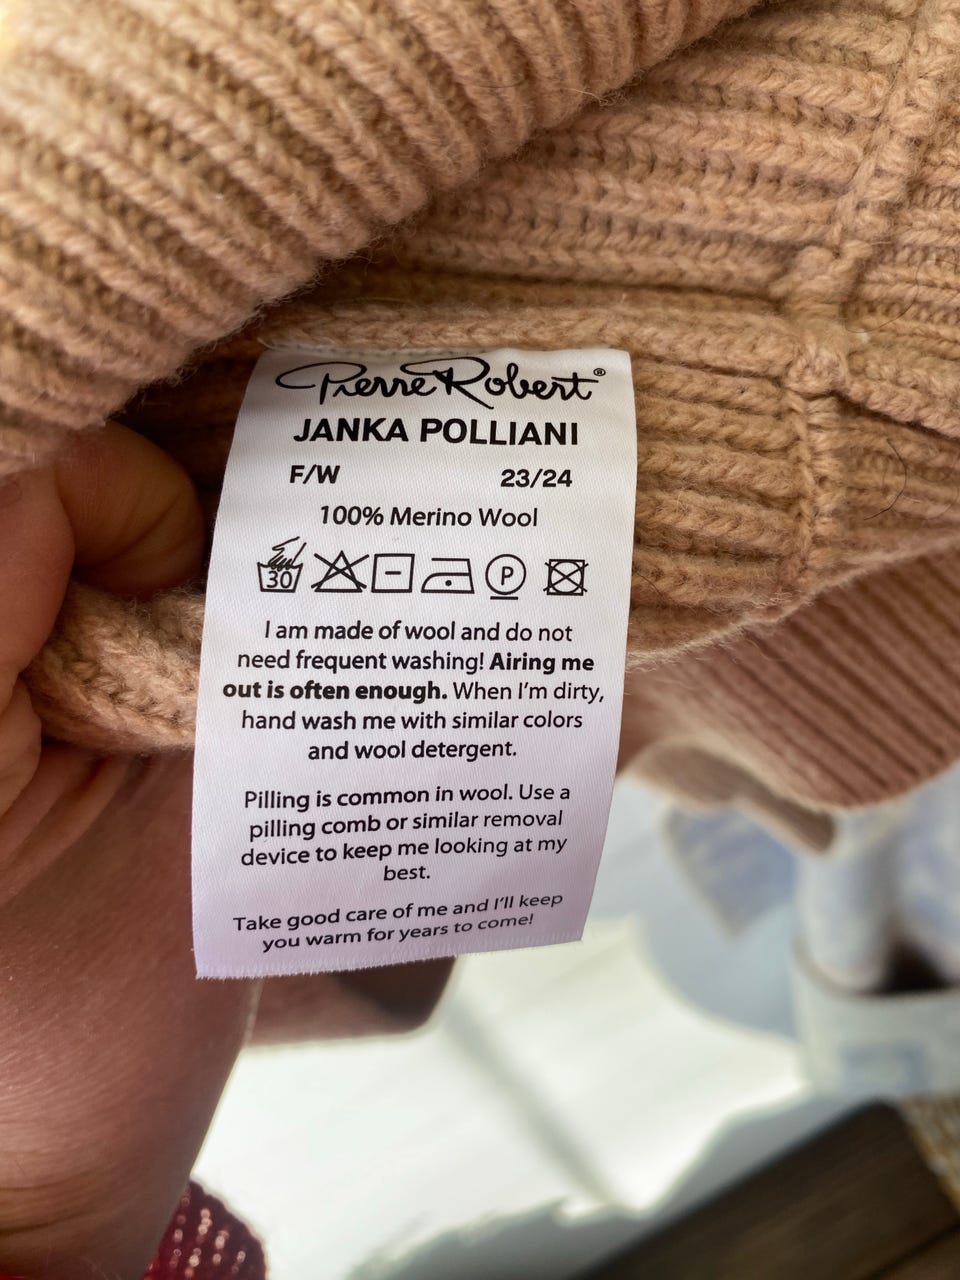 Pierre Robert®
JANKA POLLIANI
F/W 23/24
100% Merino Wool
30 P
I am made of wool and do not
need frequent washing! Airing me
out is often enough. When I'm dirty,
hand wash me with similar colors
and wool detergent.
Pilling is common in wool. Use a
pilling comb or similar removal
device to keep me looking at my
best.
Take good care of me and I'll keep
you warm for years to come!